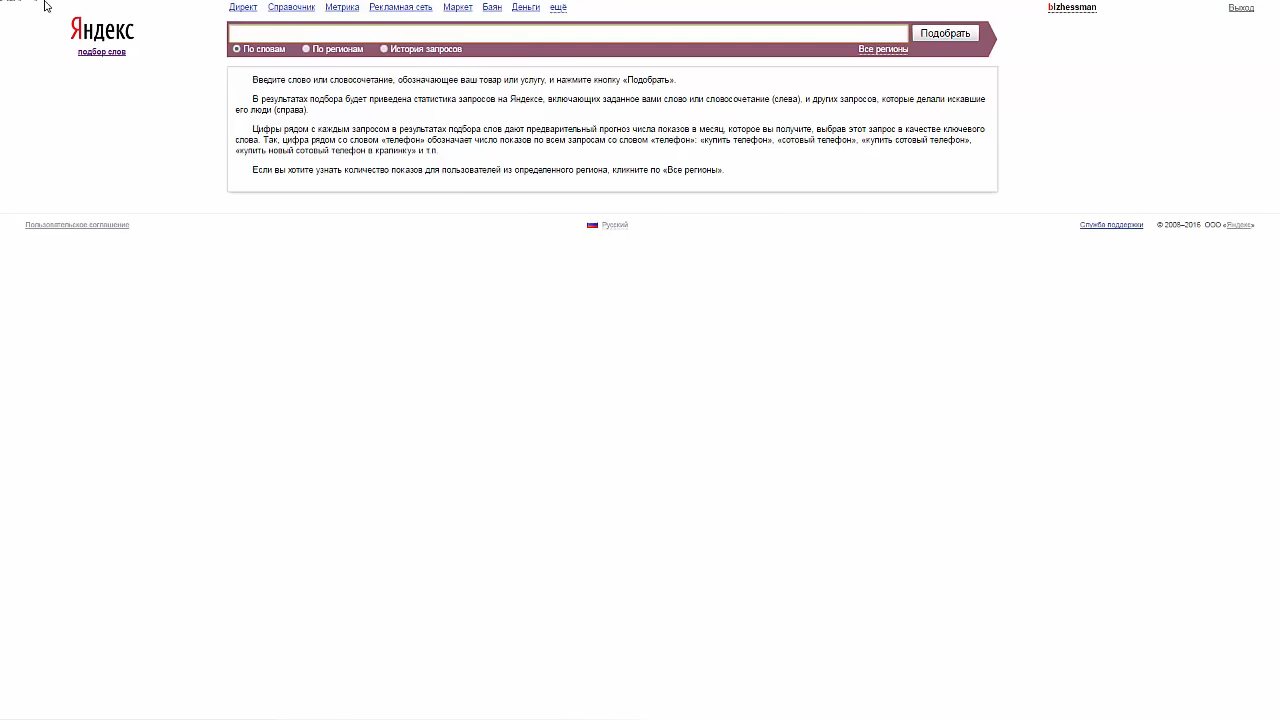 Директ Справочник Метрика Рекламная сеть Маркет Баян Деньги ещё
blzhessman
Выход
Яндекс
подбор слов
Подобрать
По словам По регионам История запросов Все регионы
Введите слово или словосочетание, обозначающее ваш товар или услугу, и нажмите кнопку «Подобрать».
В результатах подбора будет приведена статистика запросов на Яндексе, включающих заданное вами слово или словосочетание (слева), и других запросов, которые делали искавшие
его люди (справа).
Цифры рядом с каждым запросом в результатах подбора слов дают предварительный прогноз числа показов в месяц, которое вы получите, выбрав этот запрос в качестве ключевого
слова. Так, цифра рядом со словом «телефон» обозначает число показов по всем запросам со словом «телефон»: «купить телефон», «сотовый телефон», «купить сотовый телефон»,
«купить новый сотовый телефон в крапинку» и т.п.
Если вы хотите узнать количество показов для пользователей из определенного региона, кликните по «Все регионы».
Пользовательское соглашение
Русский
Служба поддержки © 2008–2016 ООО «Яндекс»